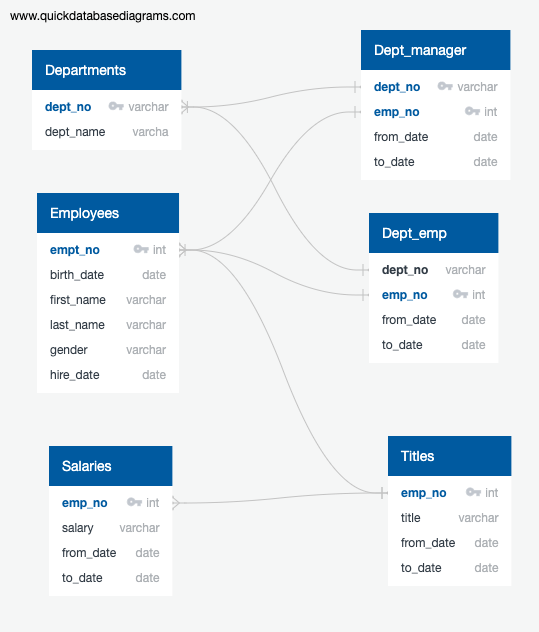 www.quickdatabasediagrams.com
Departments
dept_no varchar
dept_name varcha
Dept_manager
dept_no varchar
emp_no int
from_date date
to_date date
Employees
empt_no int
birth_date date
first_name varchar
last_name varchar
gender varchar
hire_date date
Dept_emp
dept_no varchar
emp_no int
from_date date
to_date date
Salaries
emp_no int
salary varchar
from_date date
to_date date
Titles
emp_no int
title varchar
from_date date
to_date date